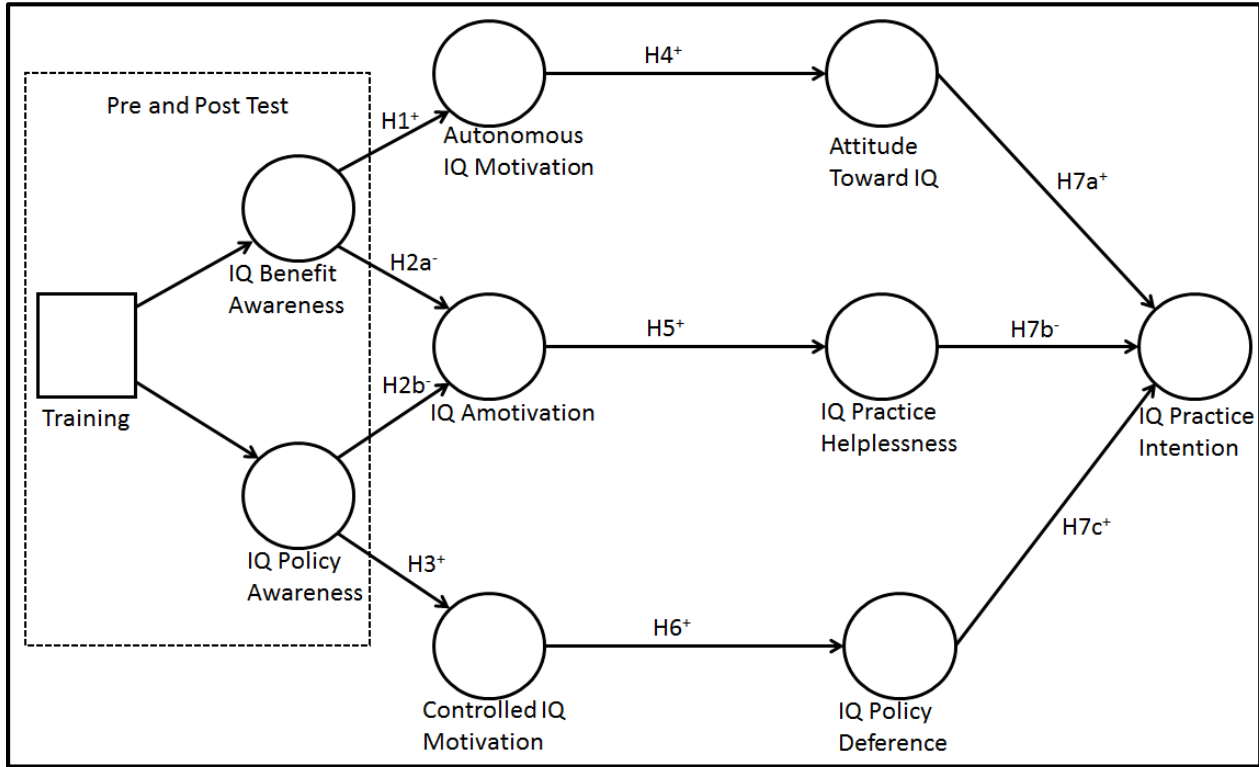 Pre and Post Test
H1⁺
H4⁺
Autonomous
IQ Motivation
Attitude
Toward IQ
H7a⁺
IQ Benefit
Awareness
H2a⁻
Training
H5⁺
H7b⁻
H2b⁻
IQ Amotivation
IQ Practice
Helplessness
IQ Practice
Intention
IQ Policy
Awareness
H3⁺
H7c⁺
H6⁺
Controlled IQ
Motivation
IQ Policy
Deference